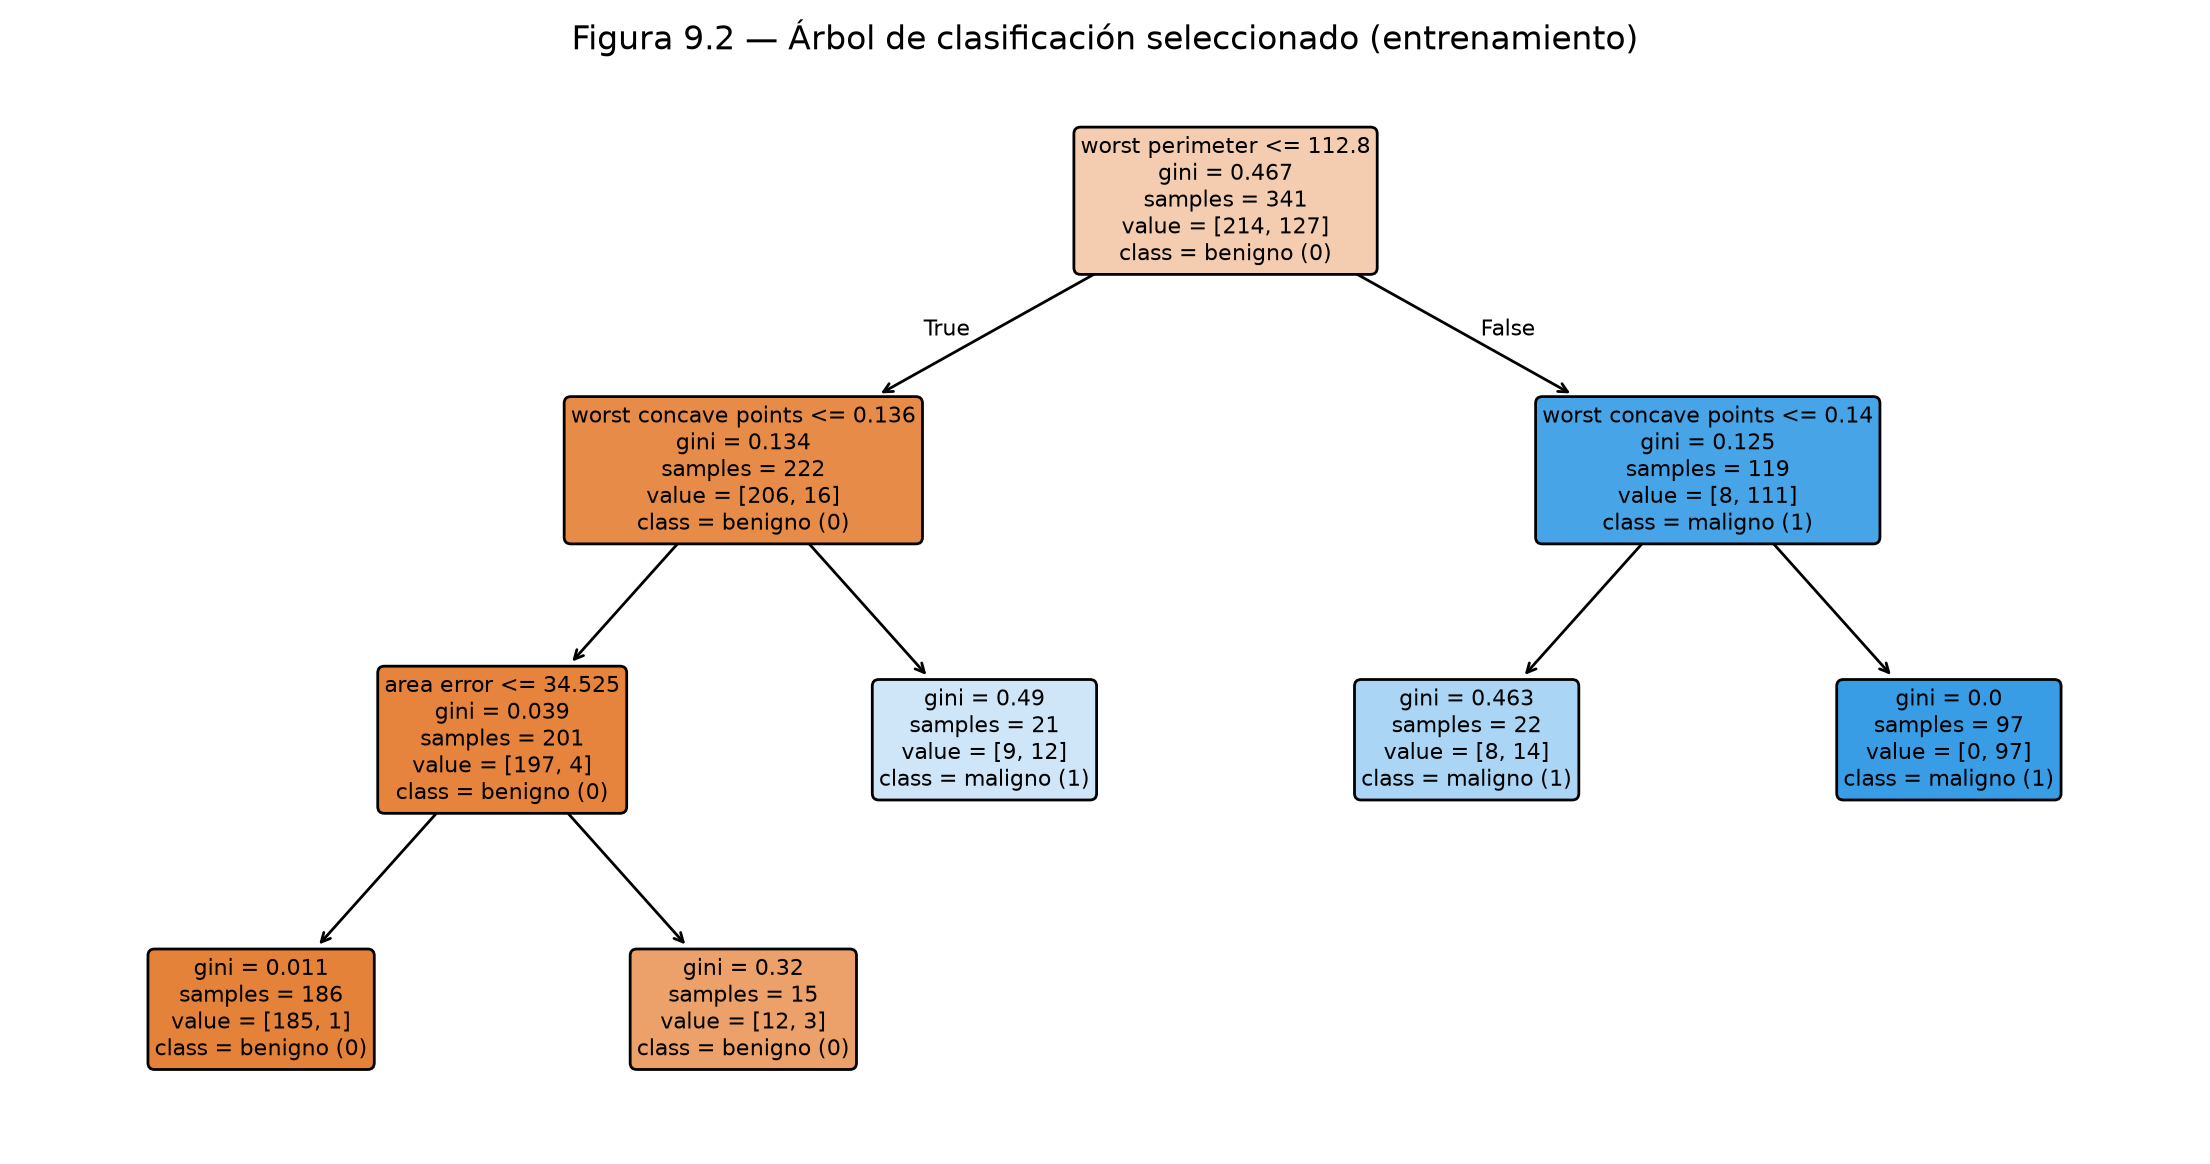 Figura 9.2 — Árbol de clasificación seleccionado (entrenamiento)
worst perimeter <= 112.8
gini = 0.467
samples = 341
value = [214, 127]
class = benigno (0)
True
False
worst concave points <= 0.136
gini = 0.134
samples = 222
value = [206, 16]
class = benigno (0)
worst concave points <= 0.14
gini = 0.125
samples = 119
value = [8, 111]
class = maligno (1)
area error <= 34.525
gini = 0.039
samples = 201
value = [197, 4]
class = benigno (0)
gini = 0.49
samples = 21
value = [9, 12]
class = maligno (1)
gini = 0.463
samples = 22
value = [8, 14]
class = maligno (1)
gini = 0.0
samples = 97
value = [0, 97]
class = maligno (1)
gini = 0.011
samples = 186
value = [185, 1]
class = benigno (0)
gini = 0.32
samples = 15
value = [12, 3]
class = benigno (0)